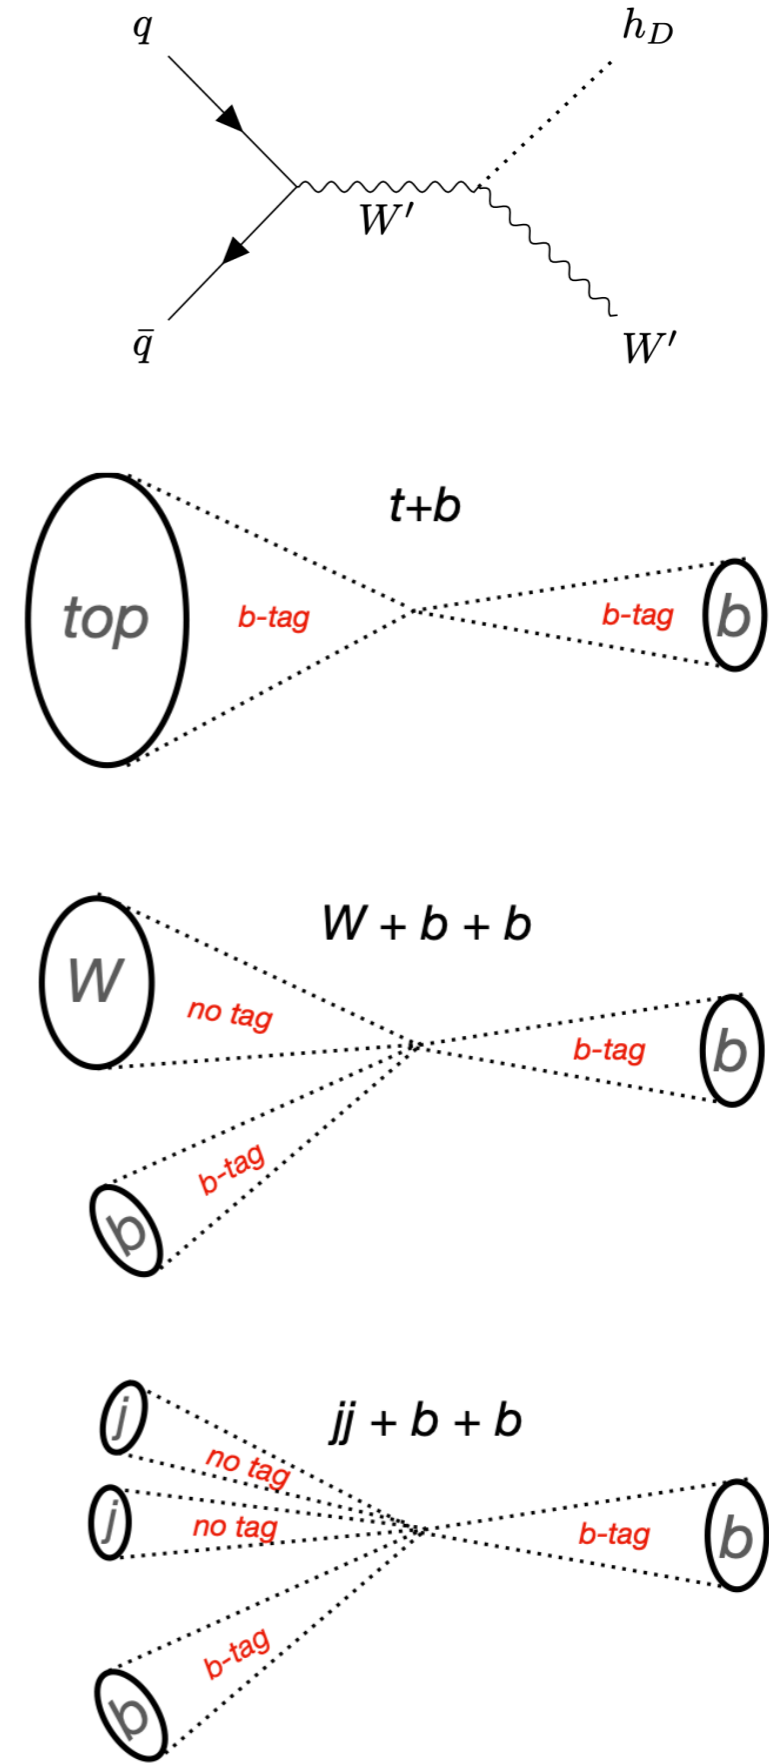 q
h_D
W′
q̄
W′
t+b
top
b-tag
b-tag
b
W + b + b
W
no tag
b-tag
b
b-tag
b
j
jj + b + b
no tag
j
no tag
b-tag
b
b-tag
b